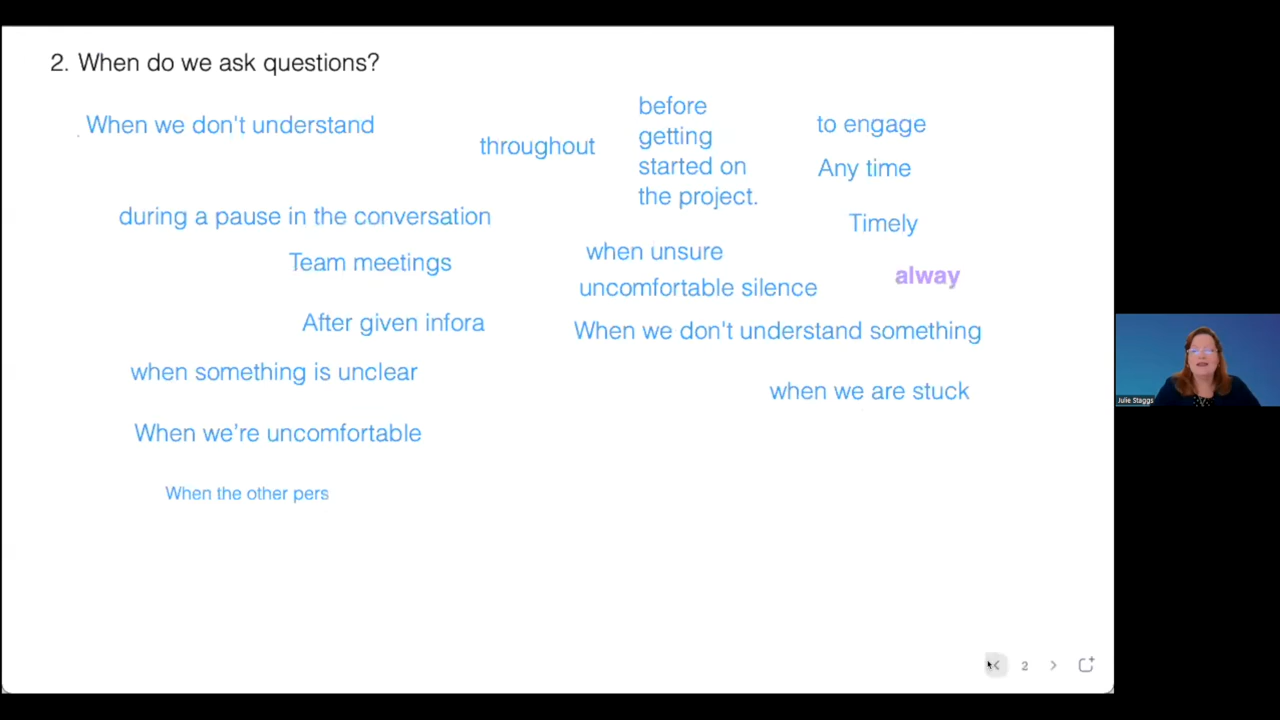 2. When do we ask questions?
When we don't understand
throughout
before
getting
started on
the project.
to engage
Any time
during a pause in the conversation
Timely
Team meetings
when unsure
alway
uncomfortable silence
After given infora
When we don't understand something
when something is unclear
when we are stuck
Julie Staggs
When we're uncomfortable
When the other pers
2